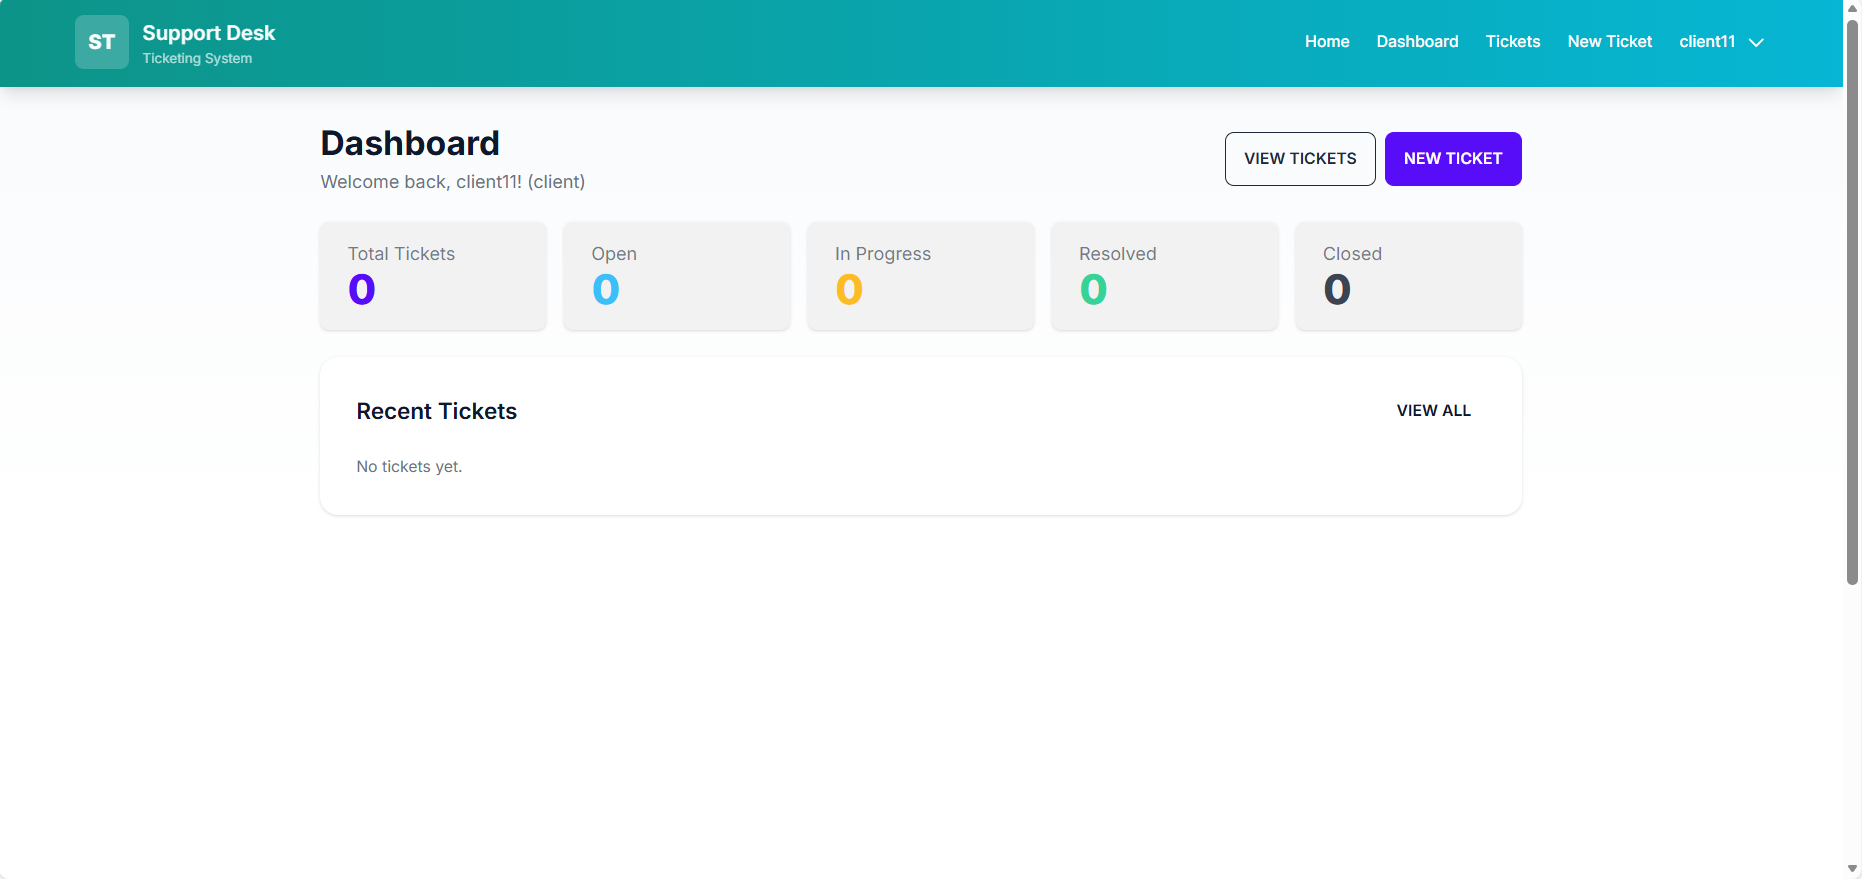 ST
Support Desk
Ticketing System
Home Dashboard Tickets New Ticket client11
Dashboard
Welcome back, client11! (client)
VIEW TICKETS NEW TICKET
Total Tickets
0
Open
0
In Progress
0
Resolved
0
Closed
0
Recent Tickets
VIEW ALL
No tickets yet.